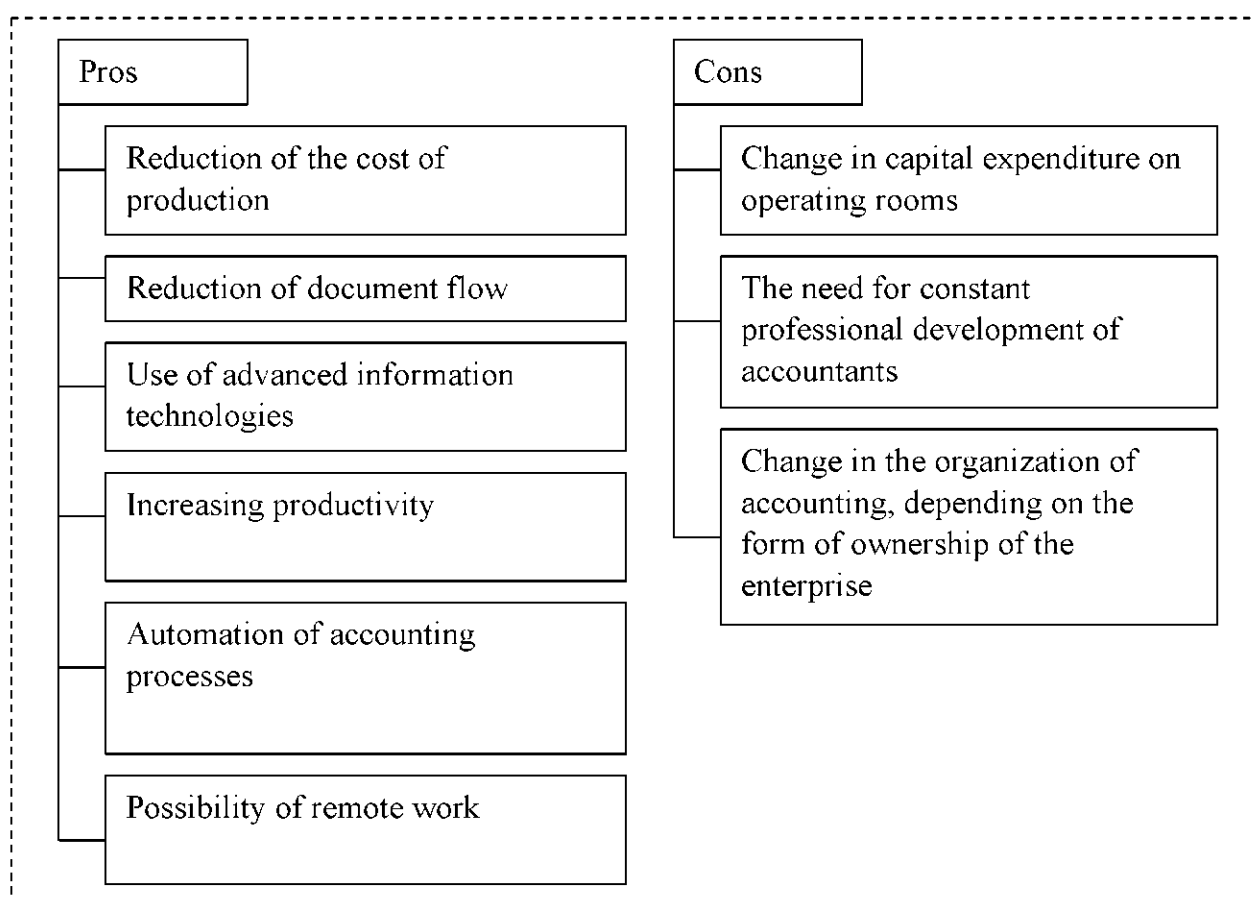 Pros
Reduction of the cost of
production
Reduction of document flow
Use of advanced information
technologies
Increasing productivity
Automation of accounting
processes
Possibility of remote work
Cons
Change in capital expenditure on
operating rooms
The need for constant
professional development of
accountants
Change in the organization of
accounting, depending on the
form of ownership of the
enterprise